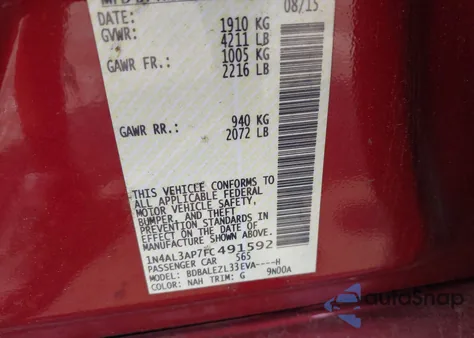 DATE: 08/15
GVWR: 1910 KG
4211 LB
GAWR FR.: 1005 KG
2216 LB
GAWR RR.: 940 KG
2072 LB
THIS VEHICLE CONFORMS TO
ALL APPLICABLE FEDERAL
MOTOR VEHICLE SAFETY,
BUMPER, AND THEFT
PREVENTION STANDARDS
IN EFFECT ON THE DATE OF
MANUFACTURE SHOWN ABOVE.
1N4AL3AP7FC491592
PASSENGER CAR S6S
MODEL: BDBALEZL33EVA----H
COLOR: NAH TRIM: G 9N00A
autoSnap